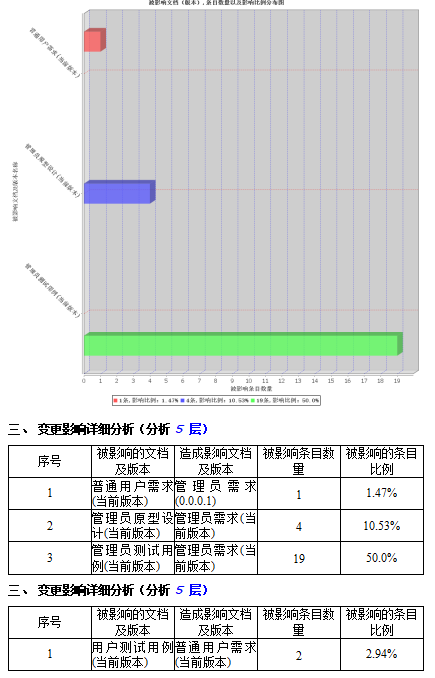 被影响文档（版本）,条目数量以及影响比例分布图
普通用户需求(当前版本)
管理员原型设计(当前版本)
管理员测试用例(当前版本)
被影响文档及版本名称
0 1 2 3 4 5 6 7 8 9 10 11 12 13 14 15 16 17 18 19
被影响条目数量
1条,影响比例: 1.47% 4条,影响比例: 10.53% 19条,影响比例: 50.0%
三、变更影响详细分析（分析 5 层）
序号 被影响的文档及版本 造成影响文档及版本 被影响条目数量 被影响的条目比例
1 普通用户需求(当前版本) 管理员需求(0.0.0.1) 1 1.47%
2 管理员原型设计(当前版本) 管理员需求(当前版本) 4 10.53%
3 管理员测试用例(当前版本) 管理员需求(当前版本) 19 50.0%
三、变更影响详细分析（分析 5 层）
序号 被影响的文档及版本 造成影响文档及版本 被影响条目数量 被影响的条目比例
1 用户测试用例(当前版本) 普通用户需求(当前版本) 2 2.94%